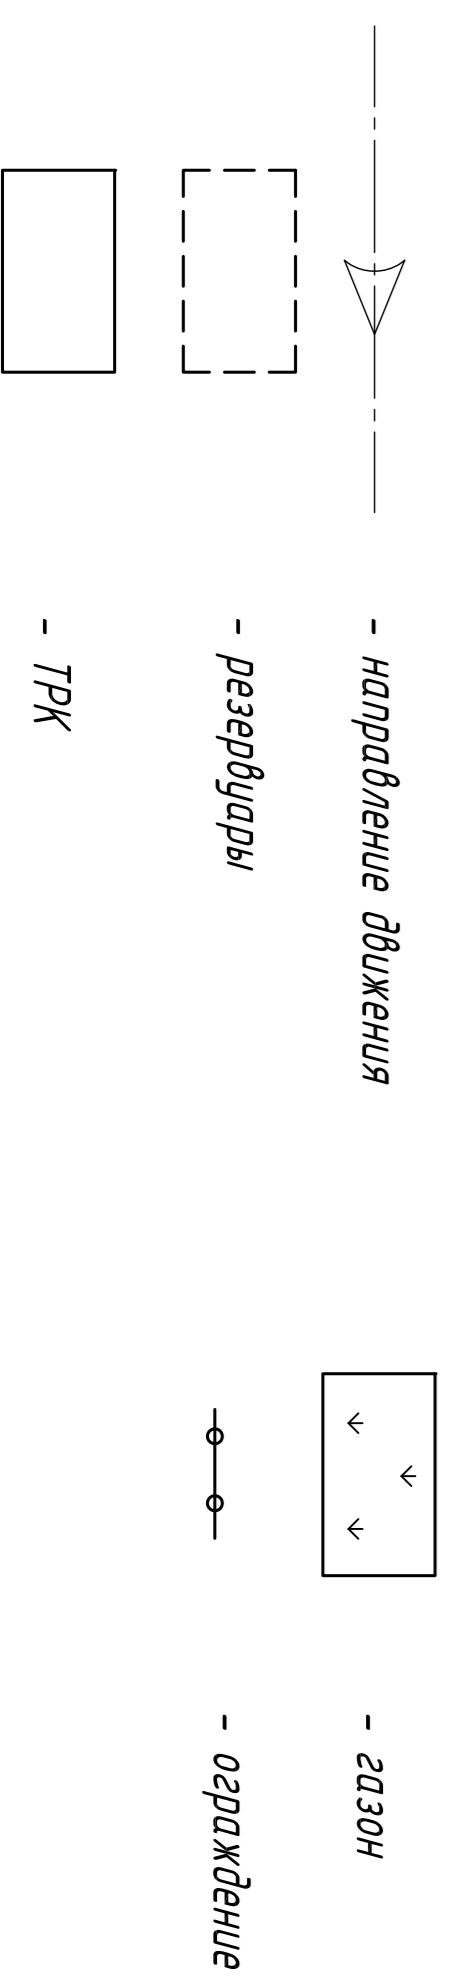 - направление движения
- резервуары
- ТРК
- газон
- ограждение